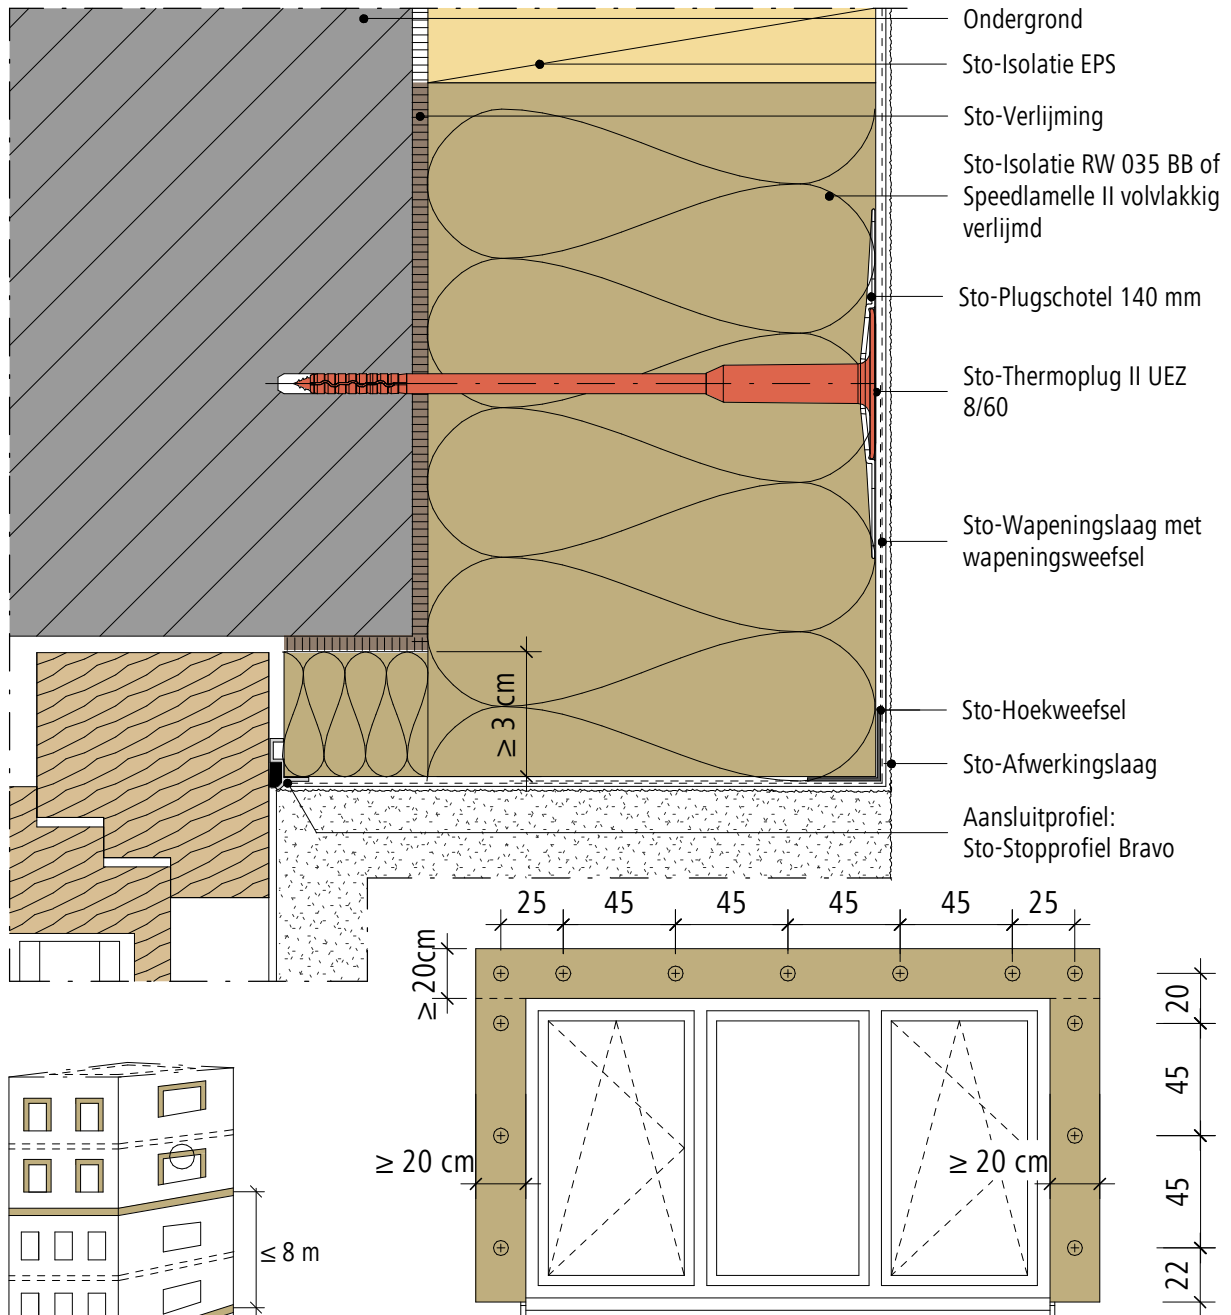 Ondergrond
Sto-Isolatie EPS
Sto-Verlijming
Sto-Isolatie RW 035 BB of
Speedlamelle II volvlakkig
verlijmd
Sto-Plugschotel 140 mm
Sto-Thermoplug II UEZ
8/60
Sto-Wapeningslaag met
wapeningsweefsel
≥ 3 cm
Sto-Hoekweefsel
Sto-Afwerkingslaag
Aansluitprofiel:
Sto-Stopprofiel Bravo
25 45 45 45 45 25
≥ 20cm
20
45
≥ 20 cm ≥ 20 cm
45
≤ 8 m
22